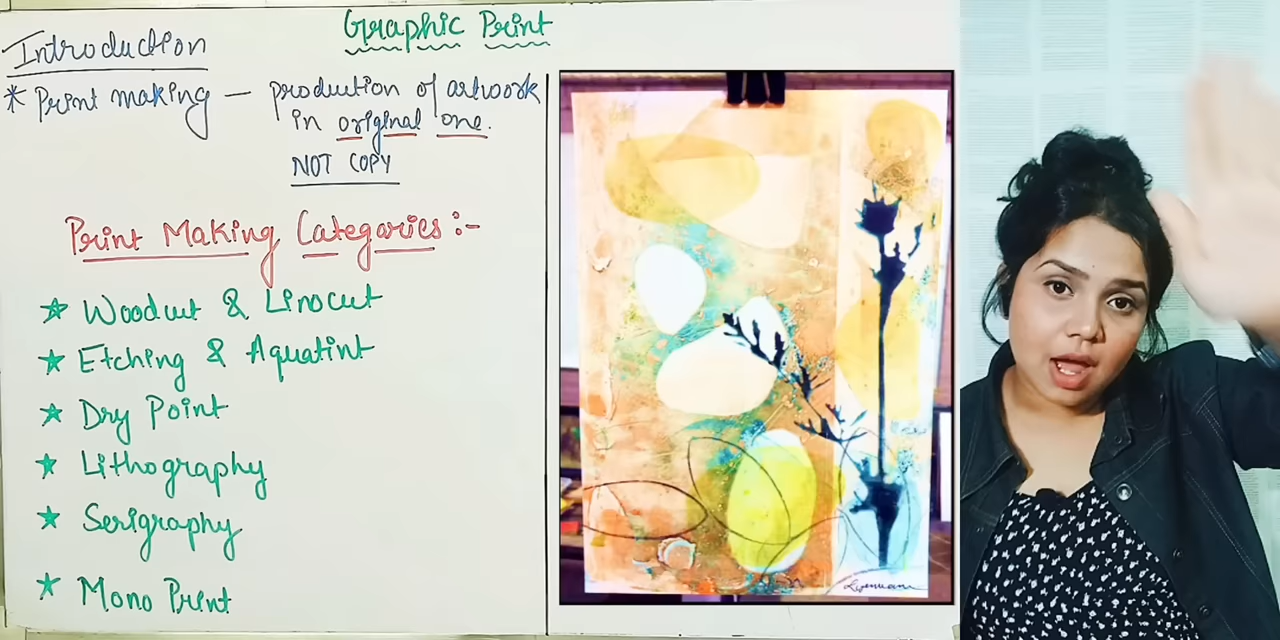 Graphic Print
Introduction
* Print making — production of artwork
in original one.
NOT COPY
Print Making Categories :-
☆ Woodcut & Linocut
☆ Etching & Aquatint
☆ Dry Point
★ Lithography
★ Serigraphy
★ Mono Print